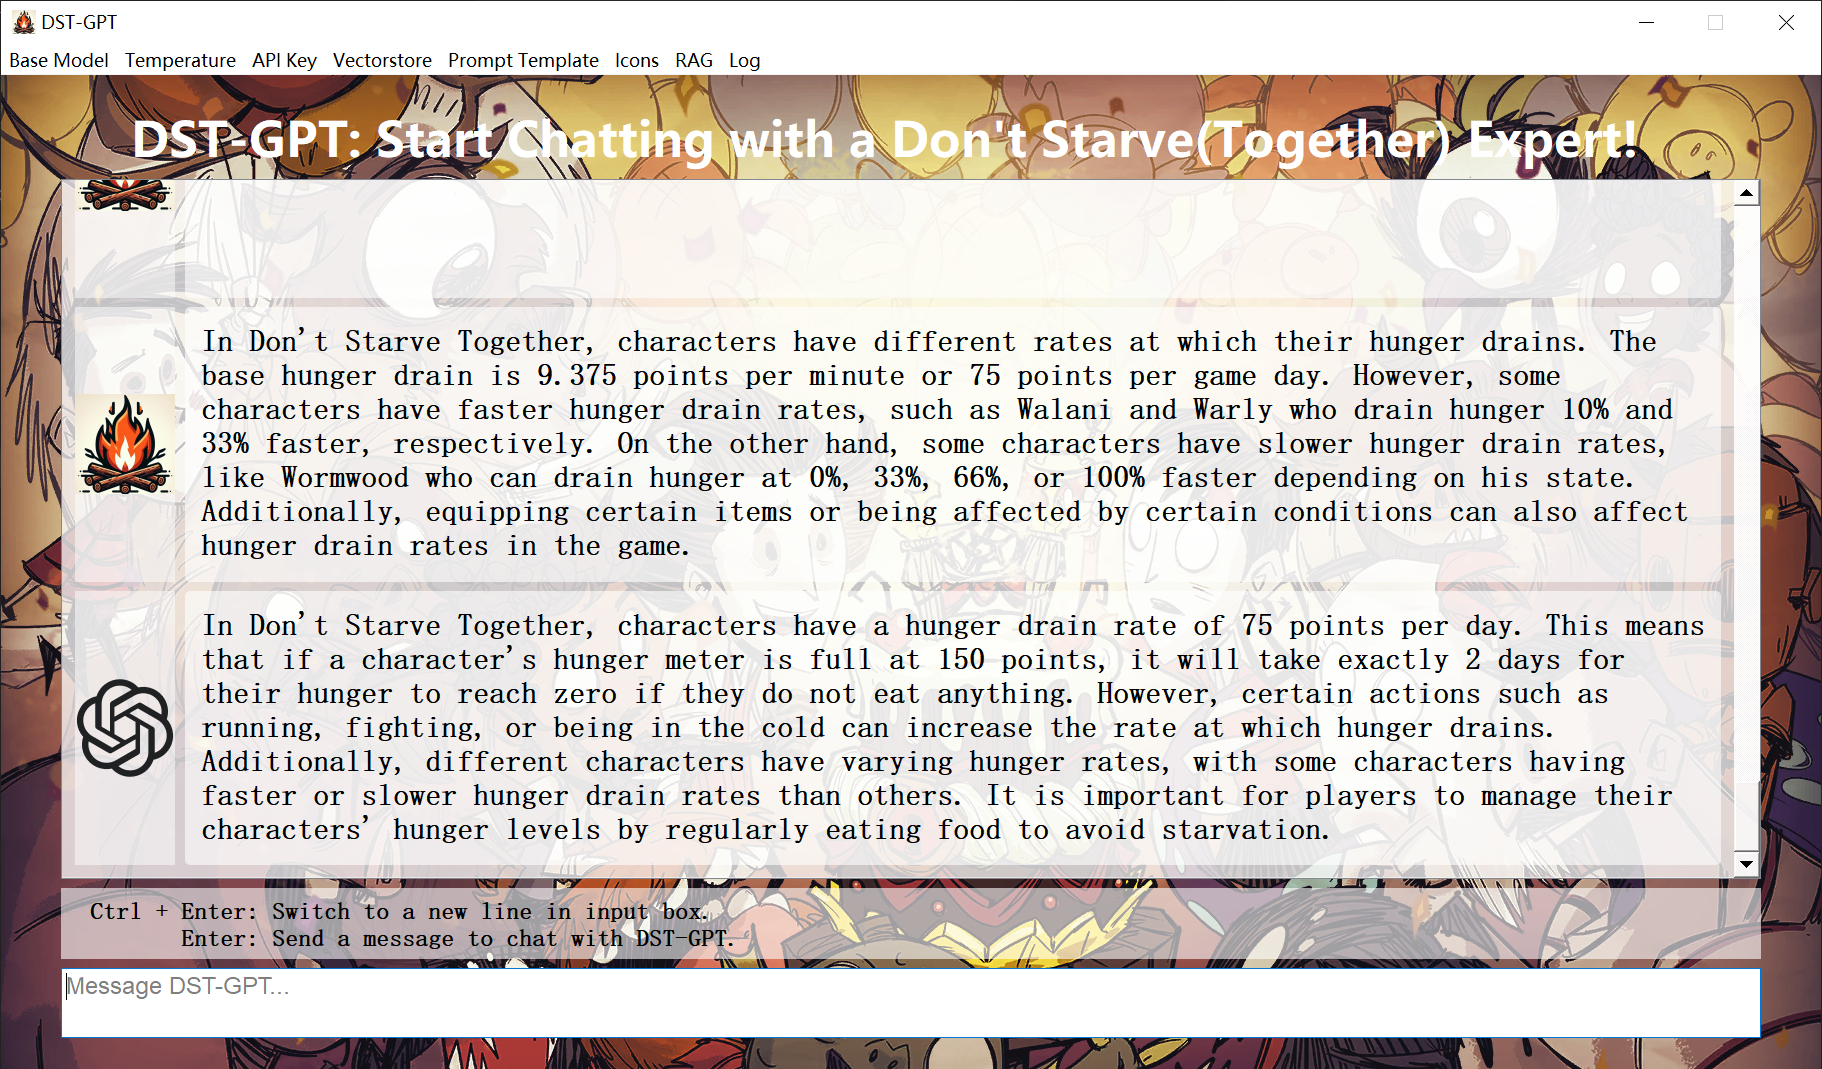 DST-GPT
Base Model Temperature API Key Vectorstore Prompt Template Icons RAG Log
DST-GPT: Start Chatting with a Don't Starve(Together) Expert!
In Don't Starve Together, characters have different rates at which their hunger drains. The
base hunger drain is 9.375 points per minute or 75 points per game day. However, some
characters have faster hunger drain rates, such as Walani and Warly who drain hunger 10% and
33% faster, respectively. On the other hand, some characters have slower hunger drain rates,
like Wormwood who can drain hunger at 0%, 33%, 66%, or 100% faster depending on his state.
Additionally, equipping certain items or being affected by certain conditions can also affect
hunger drain rates in the game.
In Don't Starve Together, characters have a hunger drain rate of 75 points per day. This means
that if a character's hunger meter is full at 150 points, it will take exactly 2 days for
their hunger to reach zero if they do not eat anything. However, certain actions such as
running, fighting, or being in the cold can increase the rate at which hunger drains.
Additionally, different characters have varying hunger rates, with some characters having
faster or slower hunger drain rates than others. It is important for players to manage their
characters' hunger levels by regularly eating food to avoid starvation.
Ctrl + Enter: Switch to a new line in input box.
Enter: Send a message to chat with DST-GPT.
Message DST-GPT...